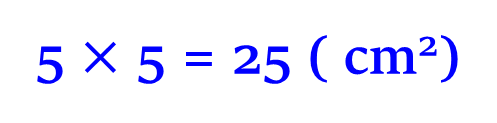 5 × 5 = 25 ( cm²)